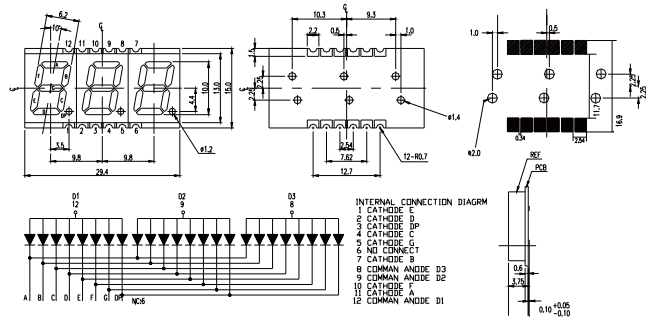 6.2
10°
12 11 10 9 8 7
F A B
G
E C
D DP
1 2 3 4 5 6
4.4
10.0
13.0
16.0
ø1.2
3.5
9.8
9.8
29.4
10.3
9.3
2.2
0.5
1.0
1.5
2.25
2.25
ø1.4
2.54
7.62
12.7
12-R0.7
1.0
0.5
2.25
2.25
ø2.0
0.34
2.54
11.7
16.9
REF
PCB
0.6
3.75
0.10 +0.05
-0.10
D1
12
D2
9
D3
8
A B C D E F G DP
NC:6
INTERNAL CONNECTION DIAGRM
1 CATHODE E
2 CATHODE D
3 CATHODE DP
4 CATHODE C
5 CATHODE G
6 NO CONNECT
7 CATHODE B
8 COMMAN ANODE D3
9 COMMAN ANODE D2
10 CATHODE F
11 CATHODE A
12 COMMAN ANODE D1